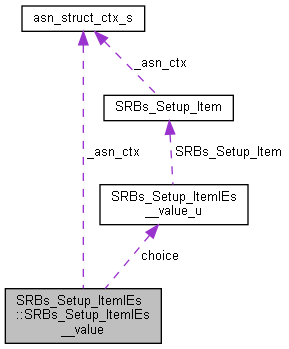 asn_struct_ctx_s
_asn_ctx
SRBs_Setup_Item
_asn_ctx
SRBs_Setup_Item
SRBs_Setup_ItemIEs
__value_u
choice
SRBs_Setup_ItemIEs
::SRBs_Setup_ItemIEs
__value